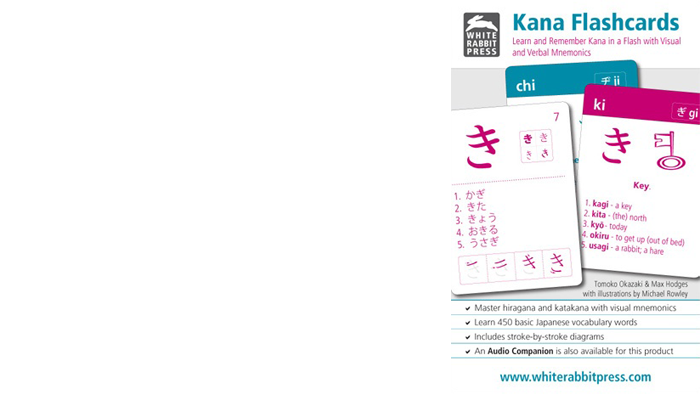 WHITE
RABBIT
PRESS
Kana Flashcards
Learn and Remember Kana in a Flash with Visual
and Verbal Mnemonics
chi
ヂ ji
ki
ぎ gi
き
Key
1. kagi - a key
2. kita - (the) north
3. kyō - today
4. okiru - to get up (out of bed)
5. usagi - a rabbit; a hare
7
き
き き
き き
1. かぎ
2. きた
3. きょう
4. おきる
5. うさぎ
Tomoko Okazaki & Max Hodges
with illustrations by Michael Rowley
Master hiragana and katakana with visual mnemonics
Learn 450 basic Japanese vocabulary words
Includes stroke-by-stroke diagrams
An Audio Companion is also available for this product
www.whiterabbitpress.com